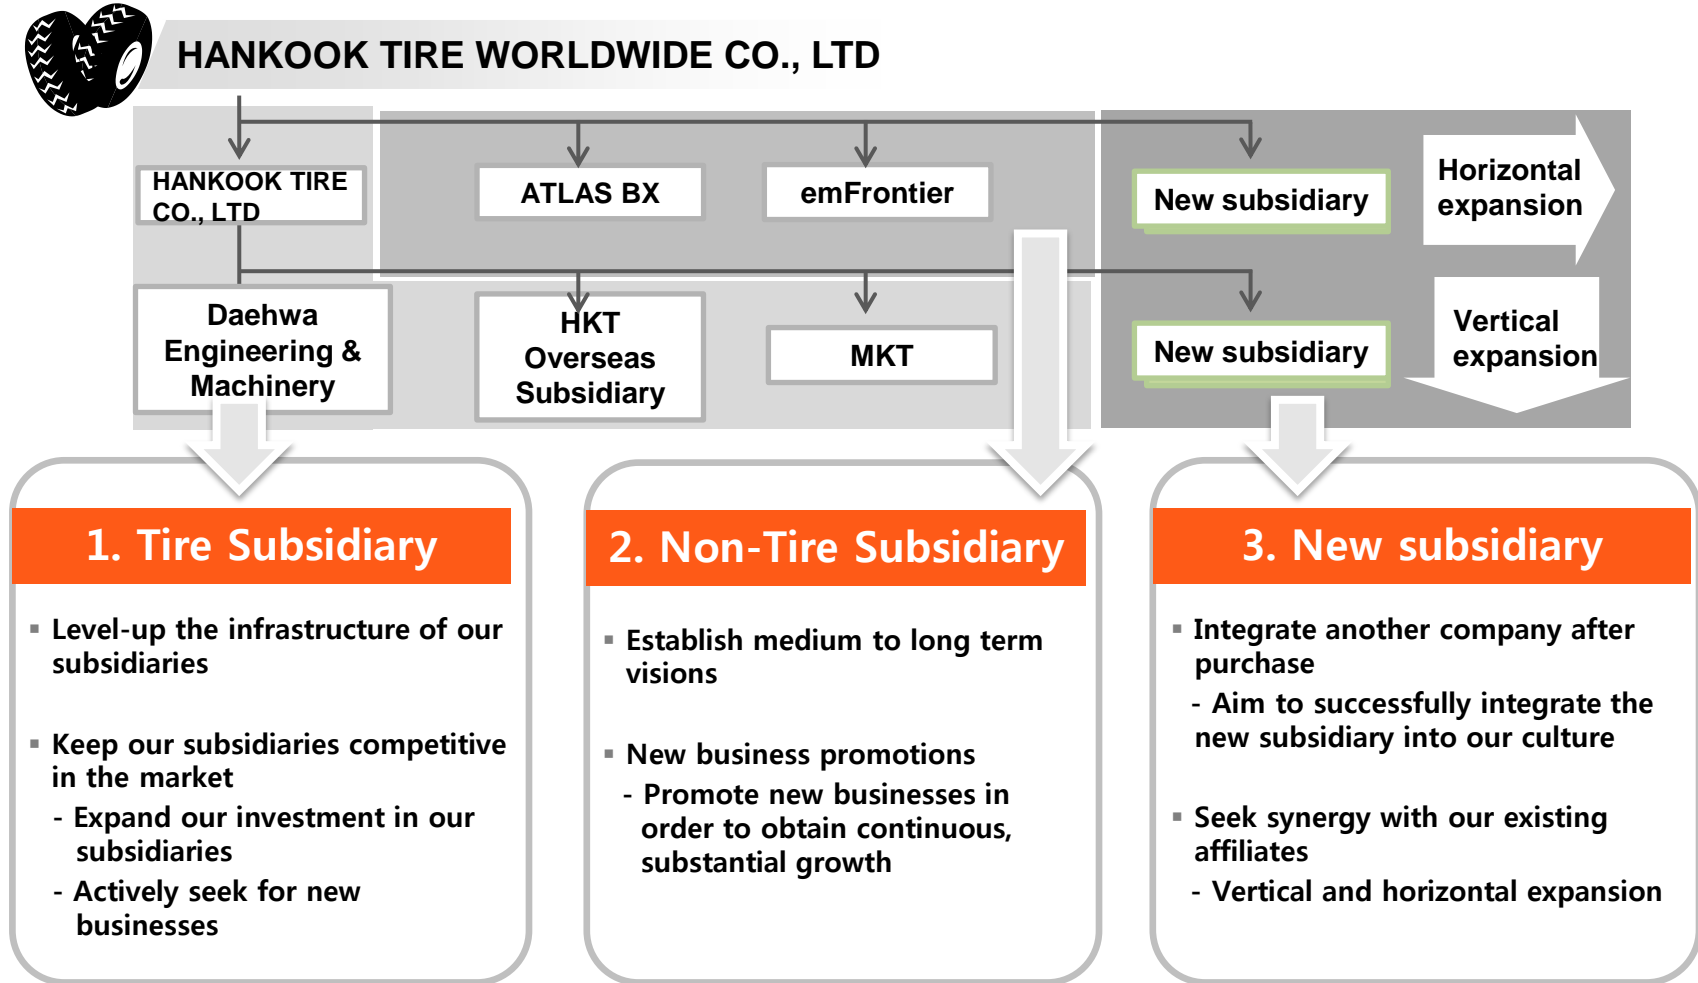 HANKOOK TIRE WORLDWIDE CO., LTD
HANKOOK TIRE
CO., LTD
ATLAS BX
emFrontier
New subsidiary
Horizontal
expansion
Daehwa
Engineering &
Machinery
HKT
Overseas
Subsidiary
MKT
New subsidiary
Vertical
expansion
1. Tire Subsidiary
▪ Level-up the infrastructure of our
subsidiaries
▪ Keep our subsidiaries competitive
in the market
- Expand our investment in our
subsidiaries
- Actively seek for new
businesses
2. Non-Tire Subsidiary
▪ Establish medium to long term
visions
▪ New business promotions
- Promote new businesses in
order to obtain continuous,
substantial growth
3. New subsidiary
▪ Integrate another company after
purchase
- Aim to successfully integrate the
new subsidiary into our culture
▪ Seek synergy with our existing
affiliates
- Vertical and horizontal expansion